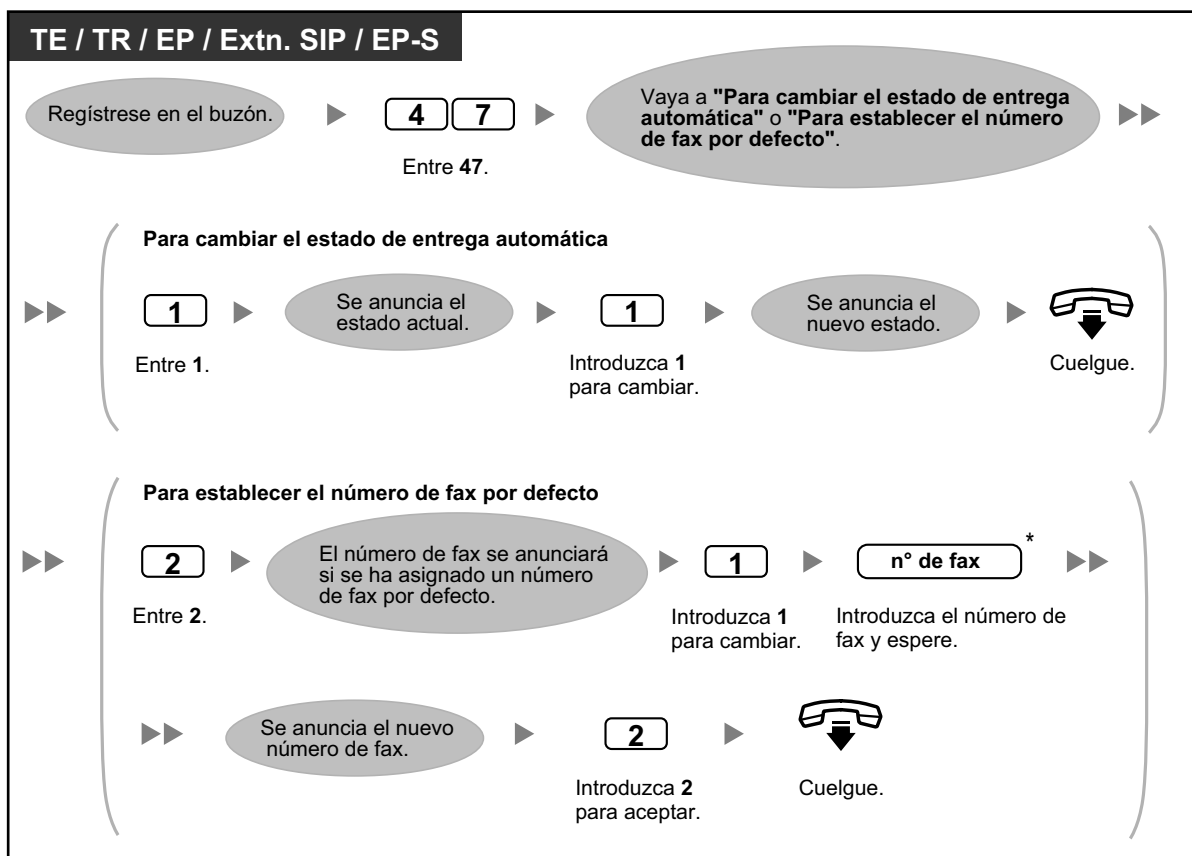 TE / TR / EP / Extn. SIP / EP-S
Regístrese en el buzón.
4 7
Entre 47.
Vaya a "Para cambiar el estado de entrega
automática" o "Para establecer el número
de fax por defecto".
Para cambiar el estado de entrega automática
1
Entre 1.
Se anuncia el
estado actual.
1
Introduzca 1
para cambiar.
Se anuncia el
nuevo estado.
Cuelgue.
Para establecer el número de fax por defecto
2
Entre 2.
El número de fax se anunciará
si se ha asignado un número
de fax por defecto.
1
Introduzca 1
para cambiar.
n° de fax *
Introduzca el número de
fax y espere.
Se anuncia el nuevo
número de fax.
2
Introduzca 2
para aceptar.
Cuelgue.